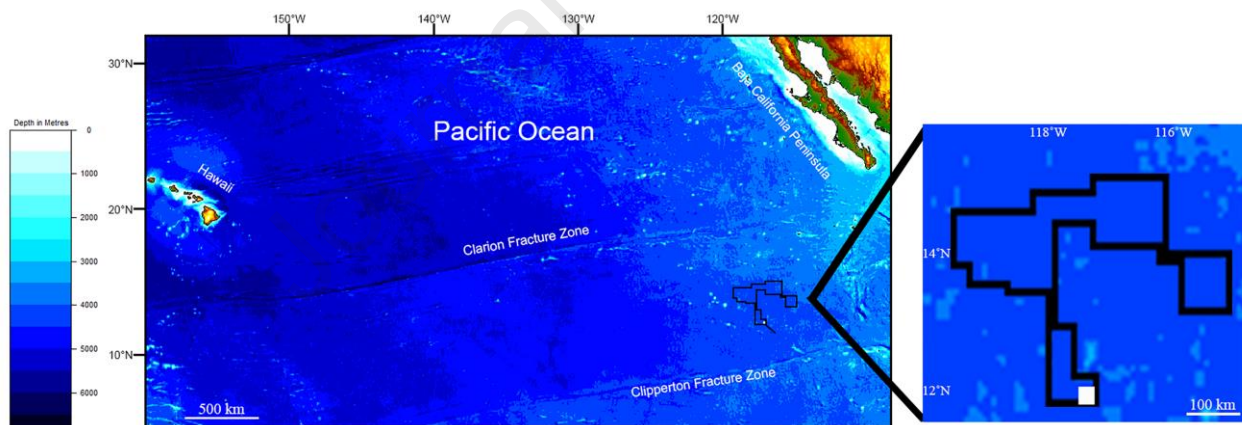 150°W 140°W 130°W 120°W
30°N
20°N
10°N
Depth in Metres
0
1000
2000
3000
4000
5000
6000
Pacific Ocean
Baja California Peninsula
Hawaii
Clarion Fracture Zone
Clipperton Fracture Zone
500 km
118°W 116°W
14°N
12°N
100 km